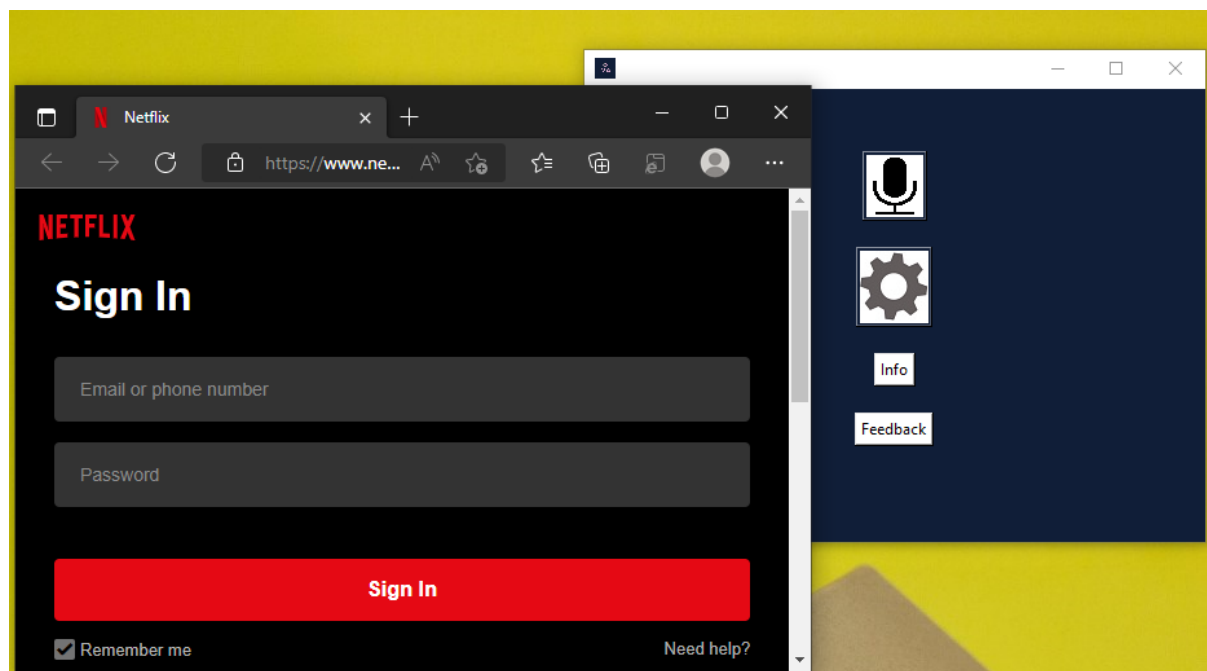 Netflix
https://www.ne...
NETFLIX
Sign In
Email or phone number
Password
Sign In
Remember me
Need help?
Info
Feedback